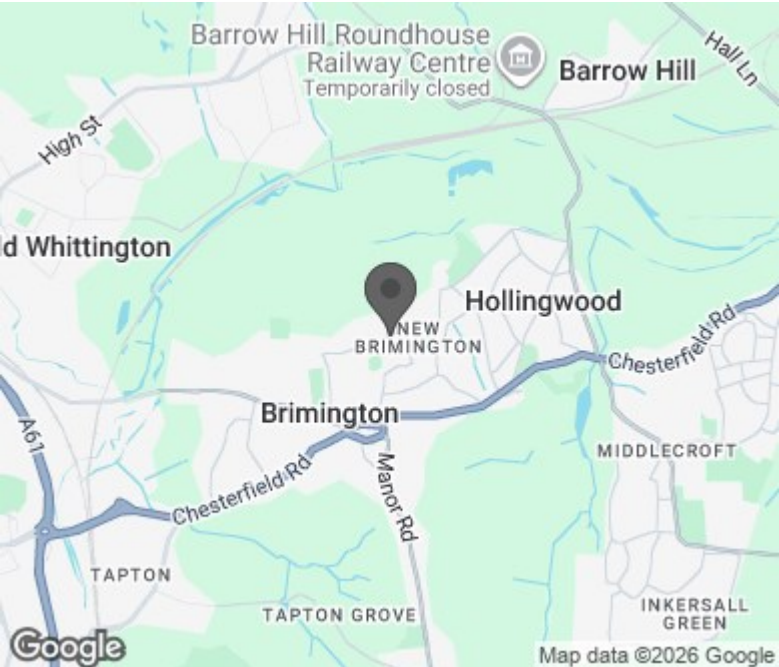 Barrow Hill Roundhouse
Railway Centre
Temporarily closed
Barrow Hill
Hall Ln
High St
ld Whittington
Hollingwood
NEW
BRIMINGTON
Chesterfield Rd
Brimington
A61
MIDDLECROFT
Chesterfield Rd
Manor Rd
TAPTON
TAPTON GROVE
INKERSALL
GREEN
Google
Map data ©2026 Google